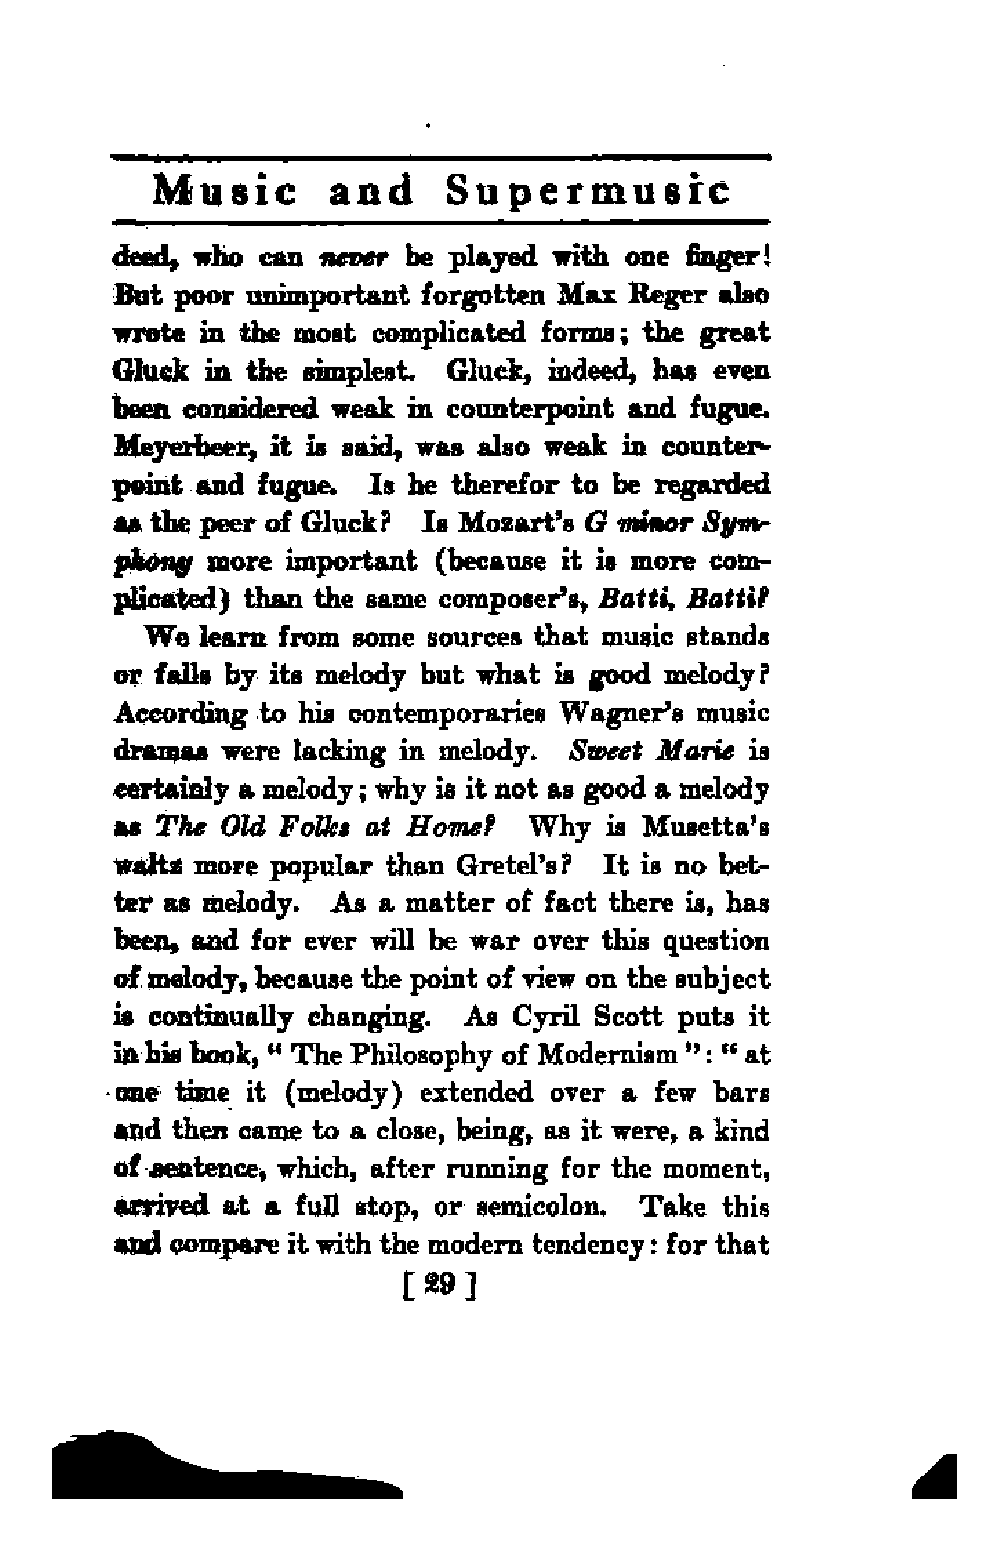 Music and Supermusic
deed, who can never be played with one finger!
But poor unimportant forgotten Max Reger also
wrote in the most complicated forms; the great
Gluck in the simplest. Gluck, indeed, has even
been considered weak in counterpoint and fugue.
Meyerbeer, it is said, was also weak in counter-
point and fugue. Is he therefor to be regarded
as the peer of Gluck? Is Mozart's G minor Sym-
phony more important (because it is more com-
plicated) than the same composer's, Batti, Batti?
We learn from some sources that music stands
or falls by its melody but what is good melody?
According to his contemporaries Wagner's music
dramas were lacking in melody. Sweet Marie is
certainly a melody; why is it not as good a melody
as The Old Folks at Home? Why is Musetta's
waltz more popular than Gretel's? It is no bet-
ter as melody. As a matter of fact there is, has
been, and for ever will be war over this question
of melody, because the point of view on the subject
is continually changing. As Cyril Scott puts it
in his book, "The Philosophy of Modernism": "at
one time it (melody) extended over a few bars
and then came to a close, being, as it were, a kind
of sentence, which, after running for the moment,
arrived at a full stop, or semicolon. Take this
and compare it with the modern tendency: for that
[ 29 ]